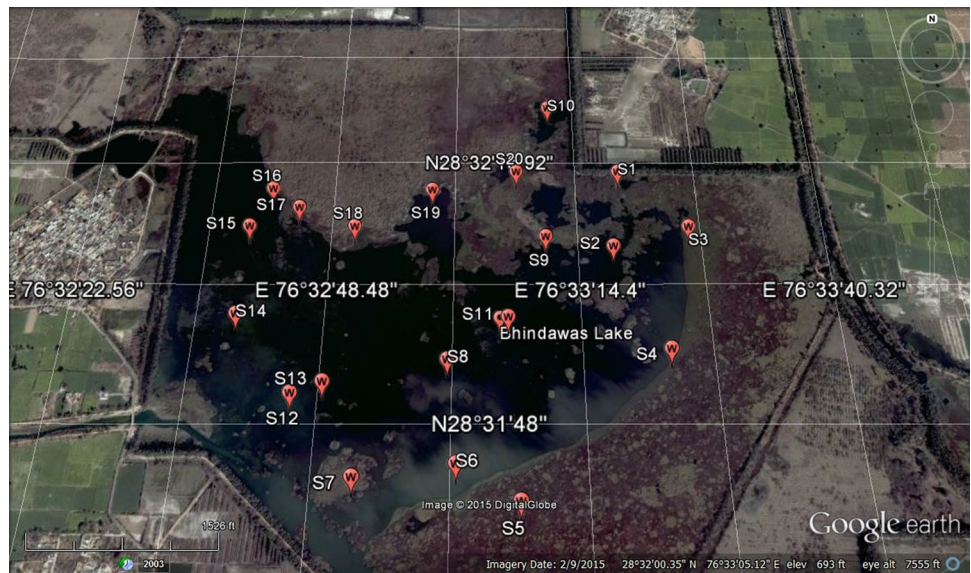 N
S10
N28°32'1 .92"
S20
S1
S16
S17
S18
S19
S15
S2
S9
S3
E 76°32'22.56"
E 76°32'48.48"
E 76°33'14.4"
E 76°33'40.32"
S14
S11
Bhindawas Lake
S8
S4
S13
S12
N28°31'48"
S6
S7
Image © 2015 DigitalGlobe
S5
1526 ft
Google earth
2003
Imagery Date: 2/9/2015 28°32'00.35" N 76°33'05.12" E elev 693 ft eye alt 7555 ft